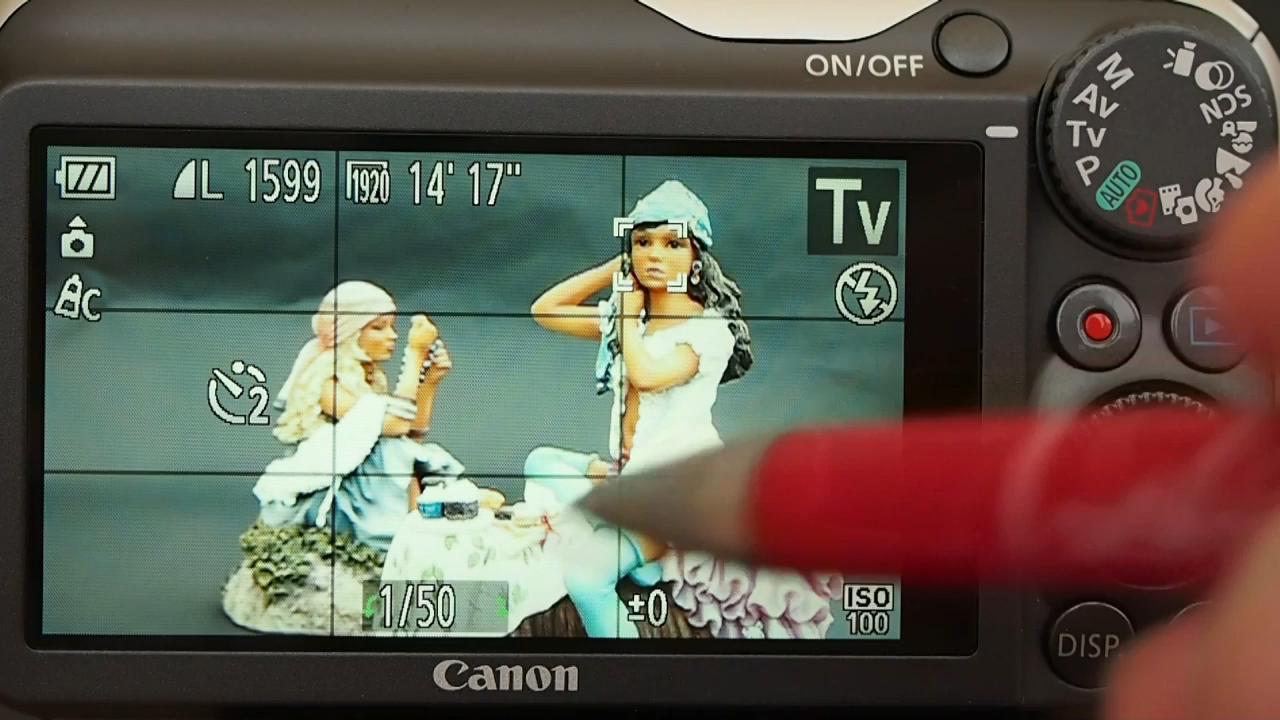 ON/OFF
M
Av
Tv
P
AUTO
SCN
L 1599 1920 14' 17"
Tv
C
2
1/50 ±0 ISO 100
DISP.
Canon